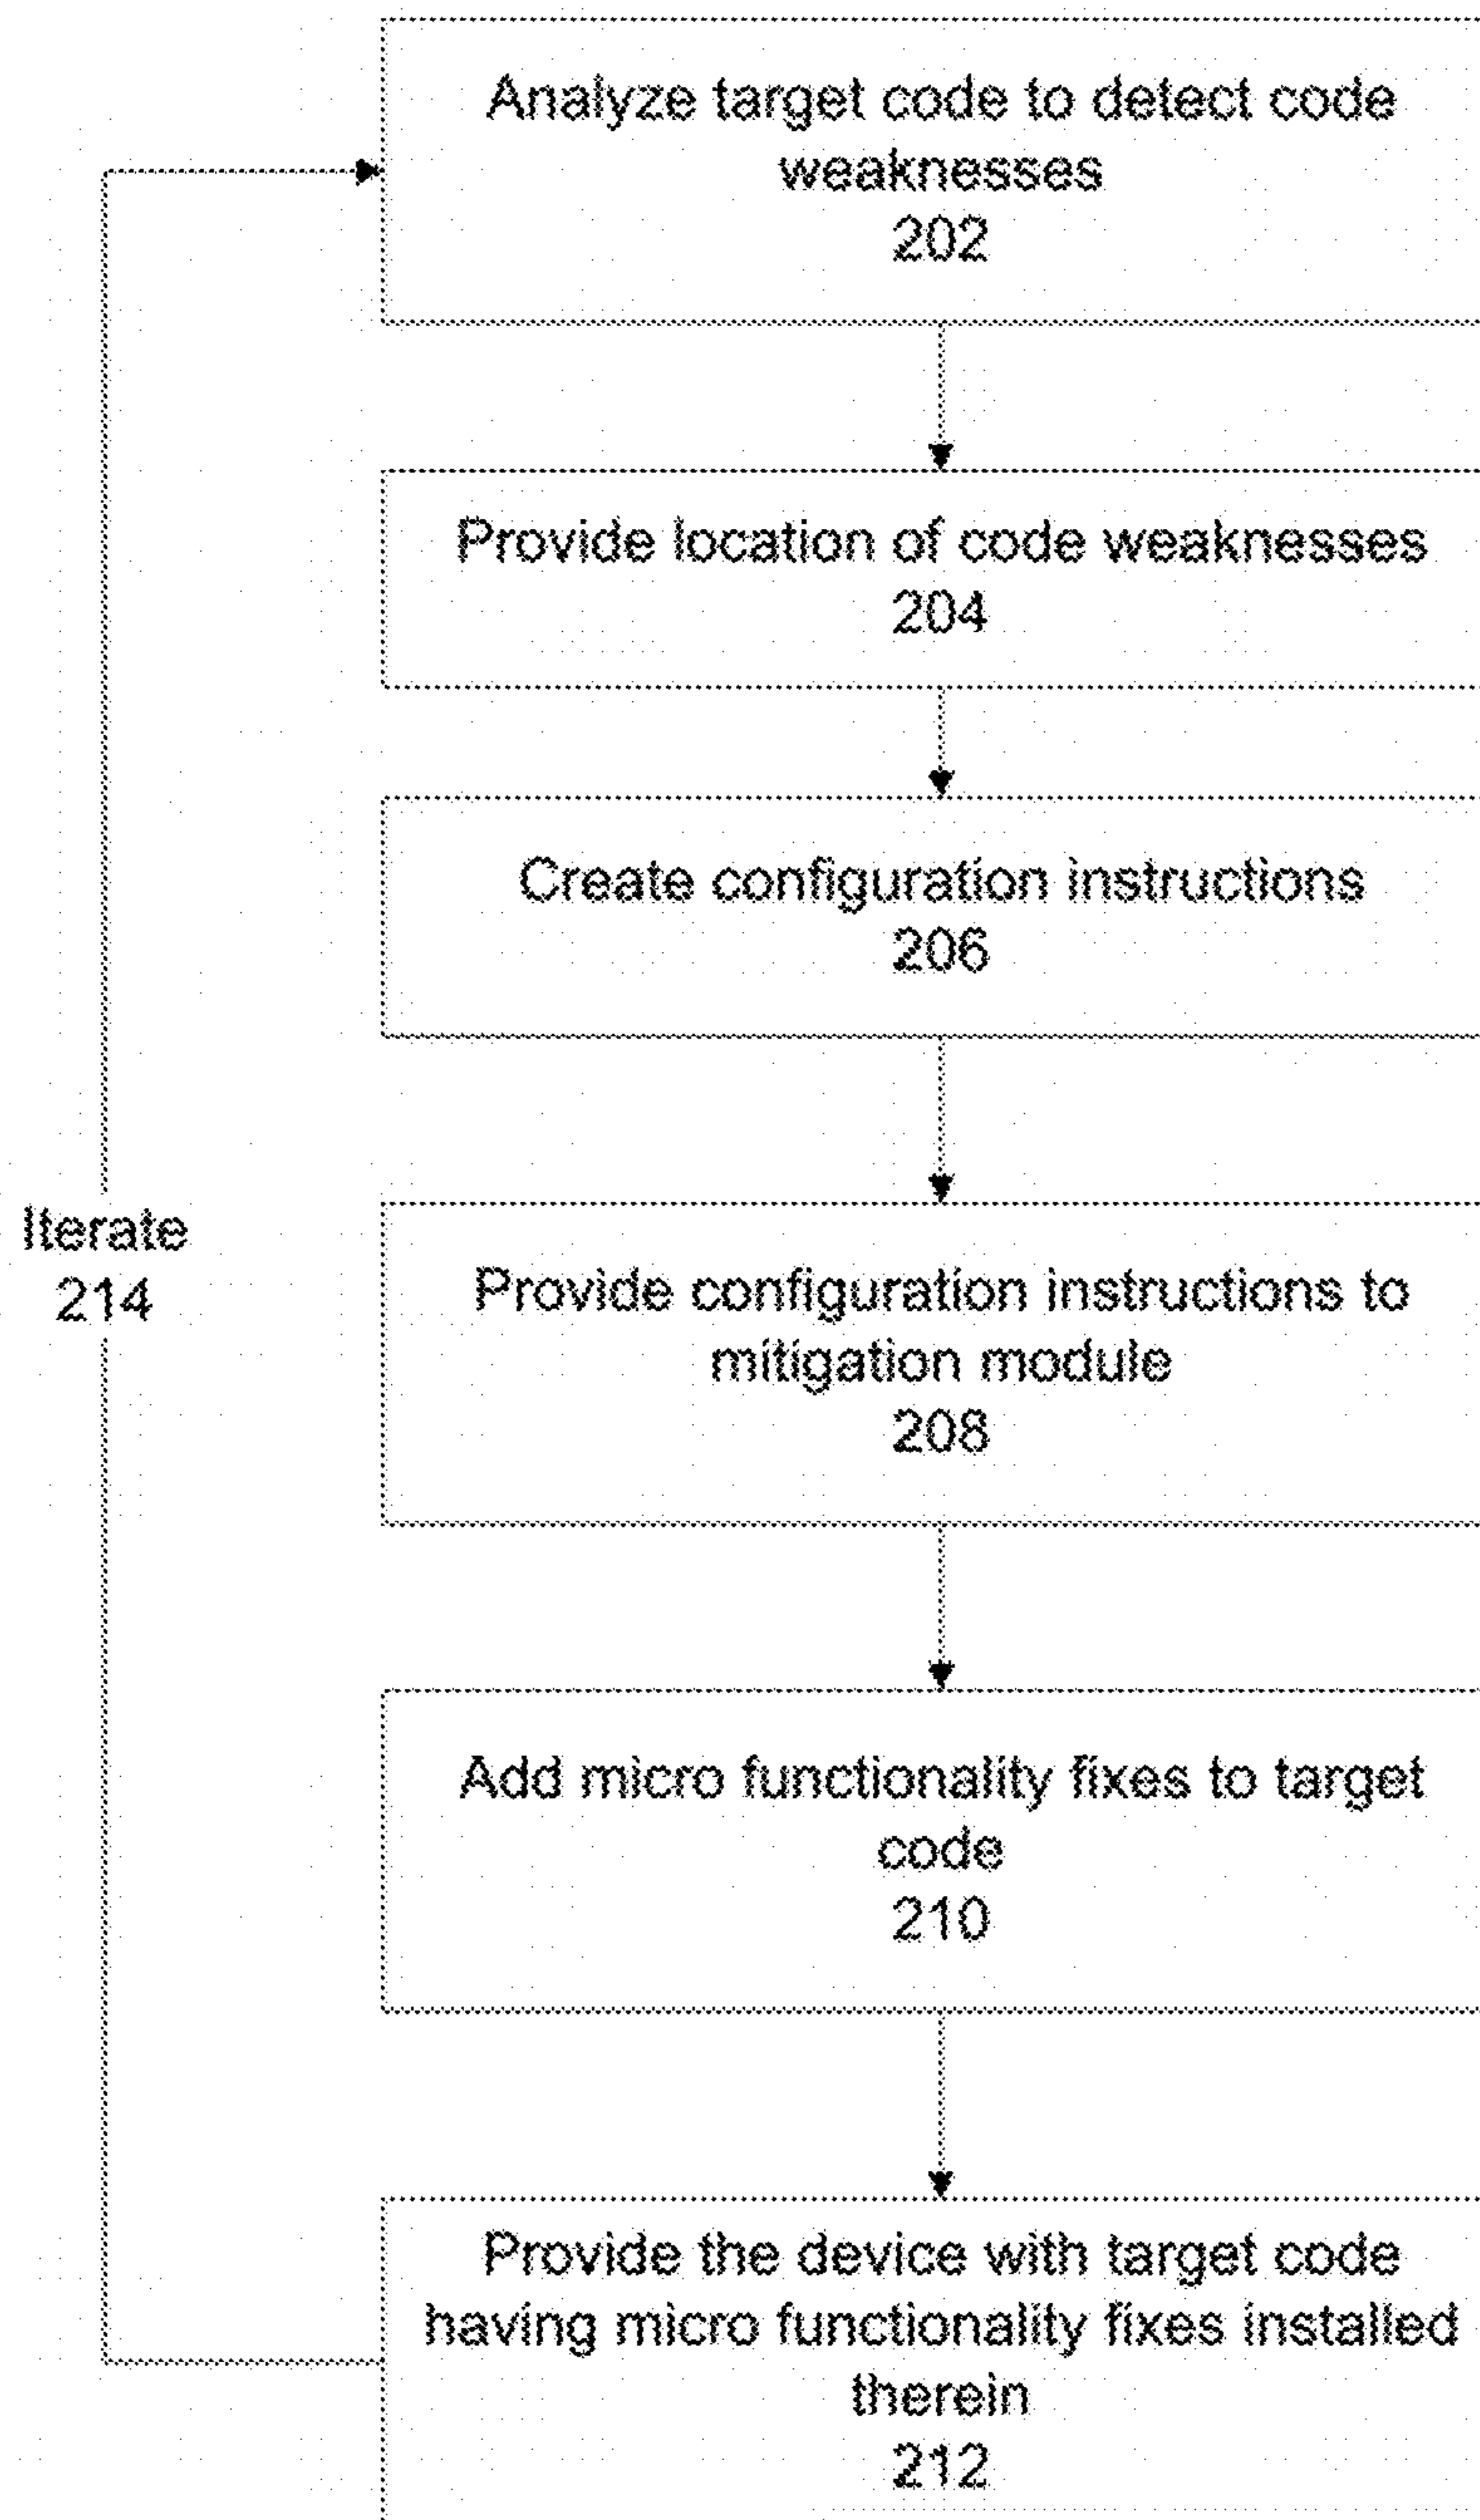 Analyze target code to detect code
weaknesses
202
Provide location of code weaknesses
204
Create configuration instructions
206
Iterate
214
Provide configuration instructions to
mitigation module
208
Add micro functionality fixes to target
code
210
Provide the device with target code
having micro functionality fixes installed
therein
212